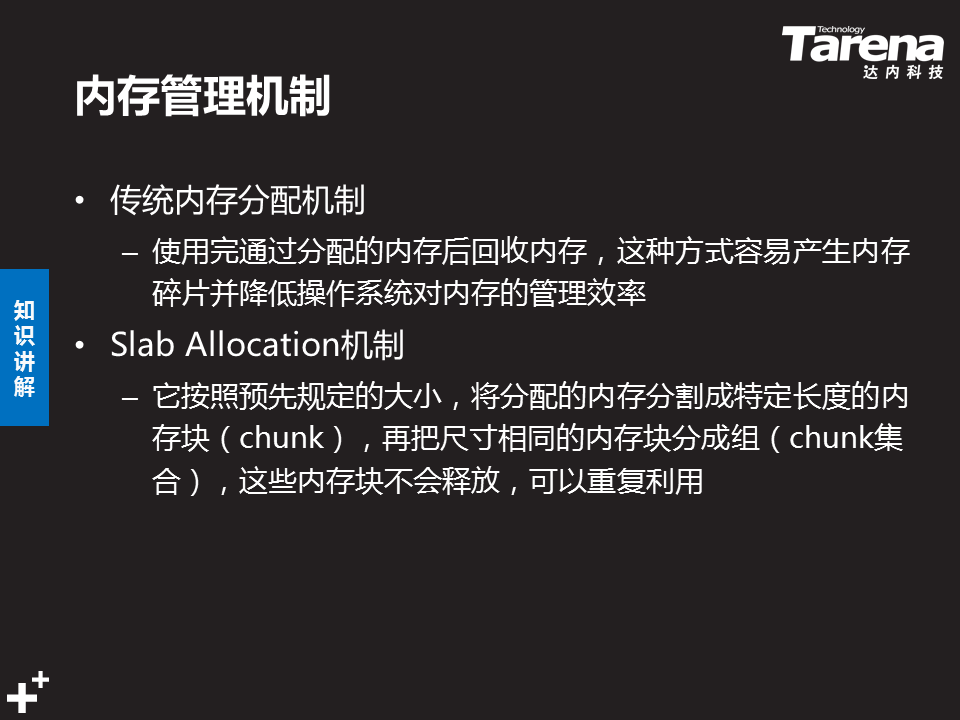 Technology
Tarena
达内科技
内存管理机制
• 传统内存分配机制
– 使用完通过分配的内存后回收内存，这种方式容易产生内存
碎片并降低操作系统对内存的管理效率
知识讲解
• Slab Allocation机制
– 它按照预先规定的大小，将分配的内存分割成特定长度的内
存块（chunk），再把尺寸相同的内存块分成组（chunk集
合），这些内存块不会释放，可以重复利用